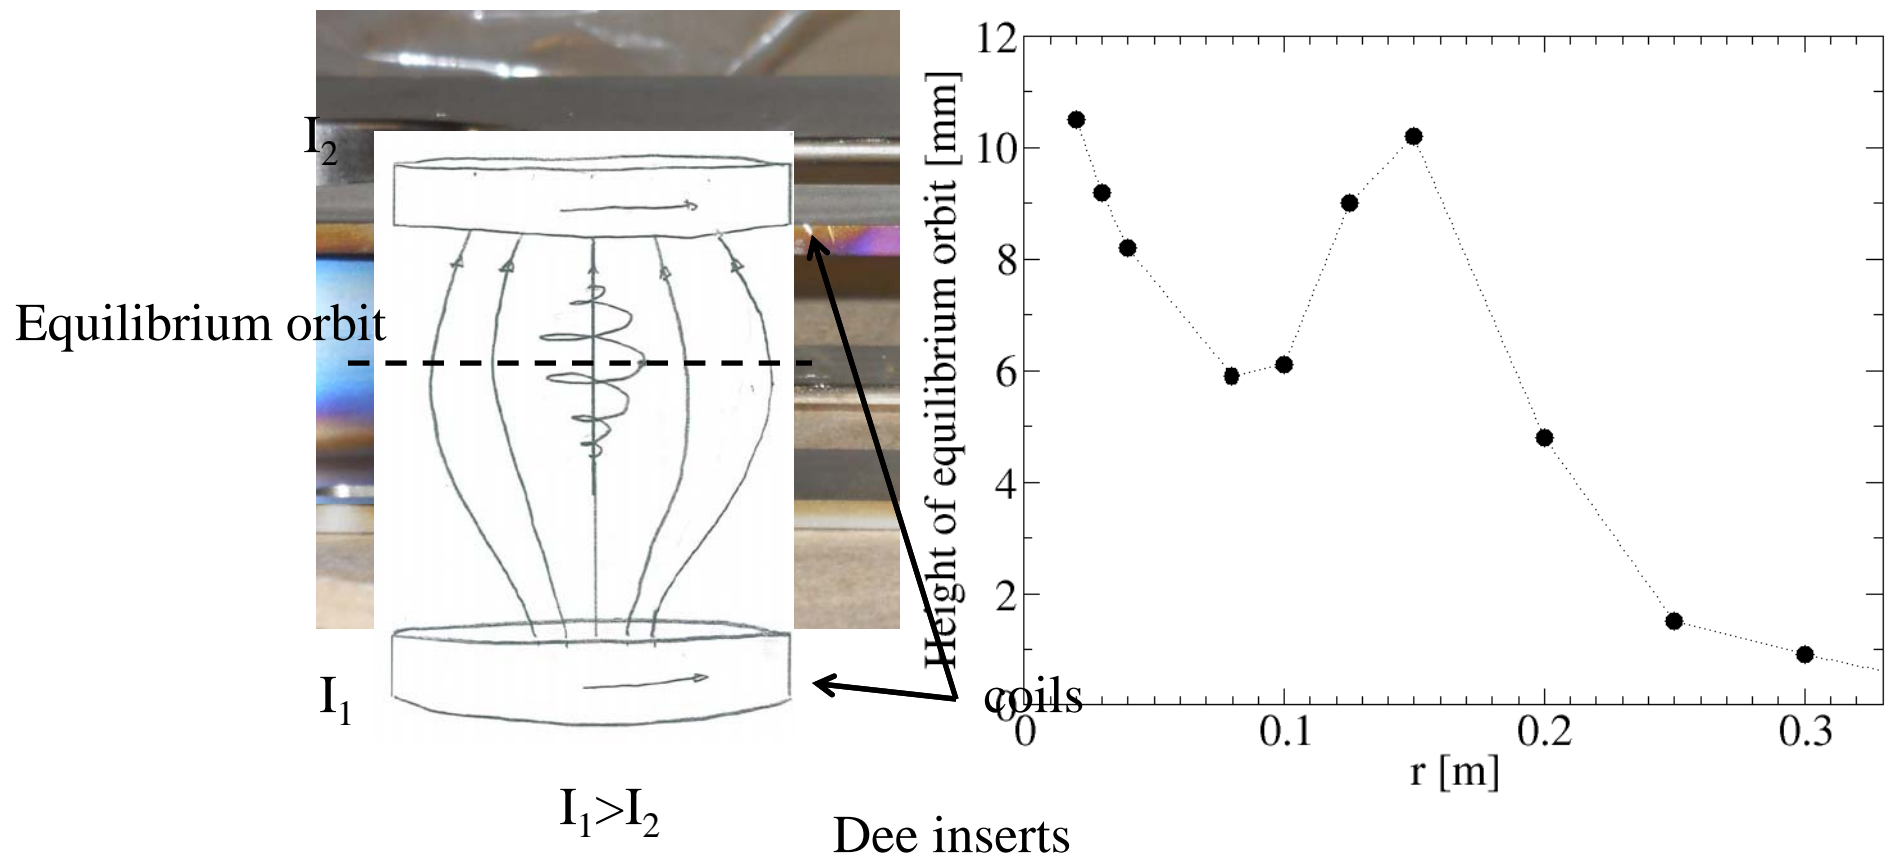 I₂
Equilibrium orbit
I₁
I₁>I₂
Dee inserts
coils
Height of equilibrium orbit [mm]
12
10
8
6
4
2
0
0
0.1
0.2
0.3
r [m]